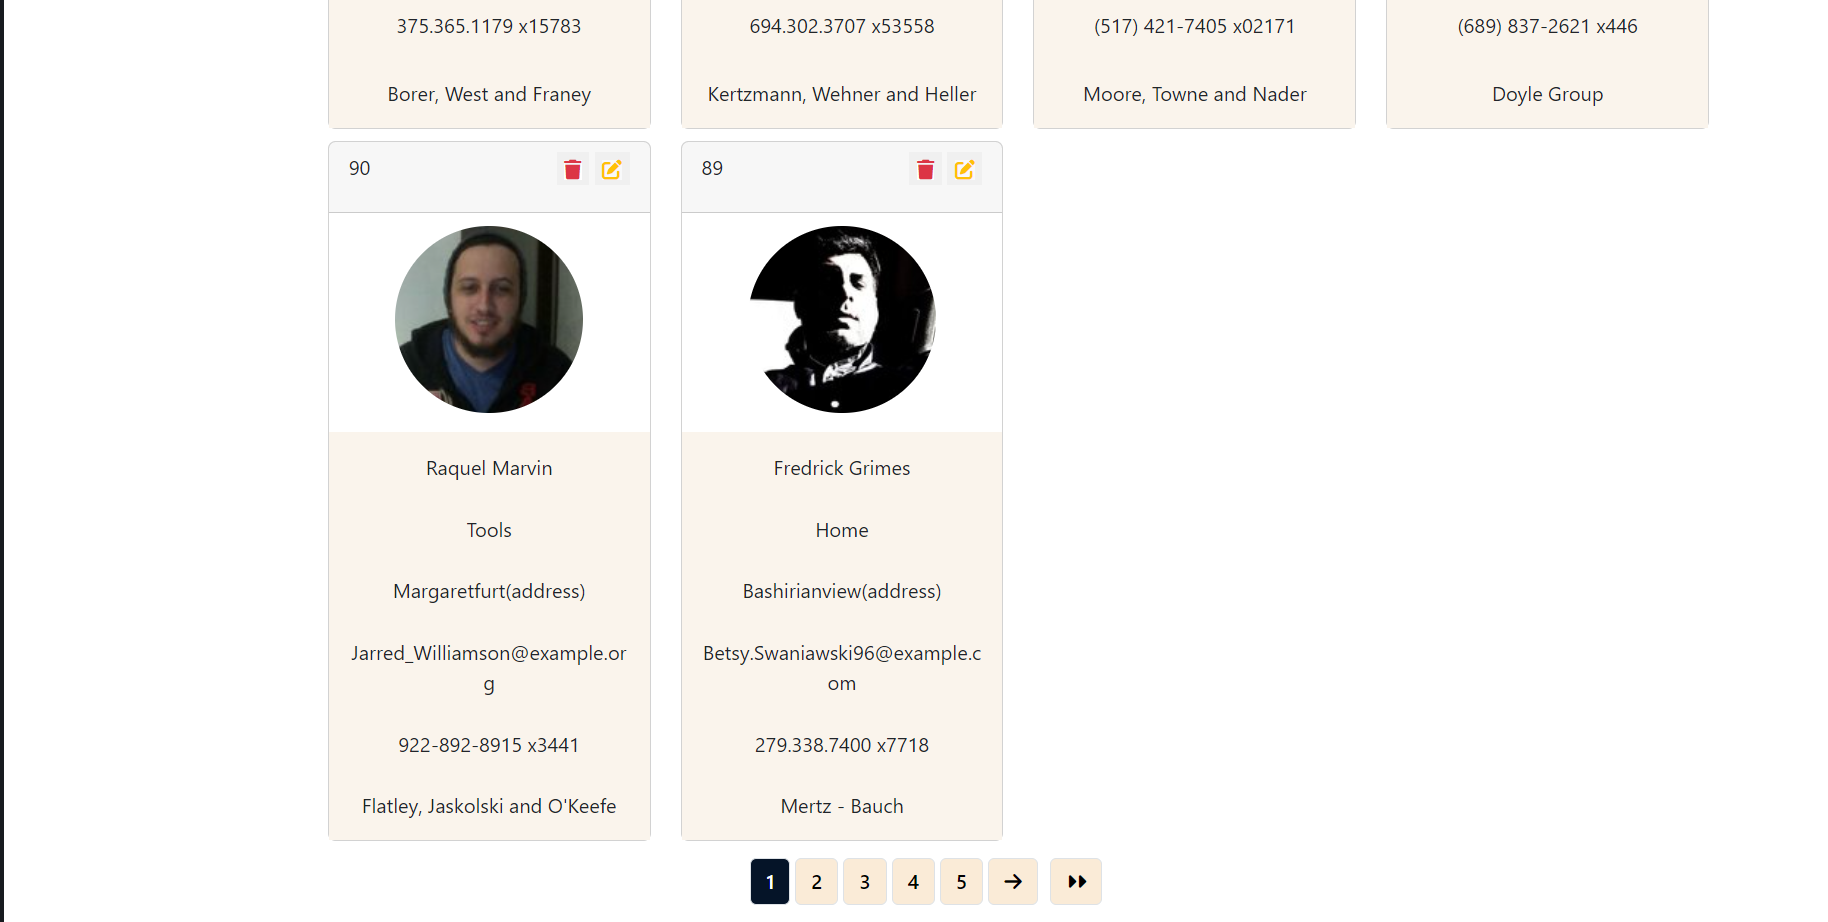 375.365.1179 x15783
694.302.3707 x53558
(517) 421-7405 x02171
(689) 837-2621 x446
Borer, West and Franey
Kertzmann, Wehner and Heller
Moore, Towne and Nader
Doyle Group
90
Raquel Marvin
Tools
Margaretfurt(address)
Jarred_Williamson@example.or
g
922-892-8915 x3441
Flatley, Jaskolski and O'Keefe
89
Fredrick Grimes
Home
Bashirianview(address)
Betsy.Swaniawski96@example.c
om
279.338.7400 x7718
Mertz - Bauch
1 2 3 4 5